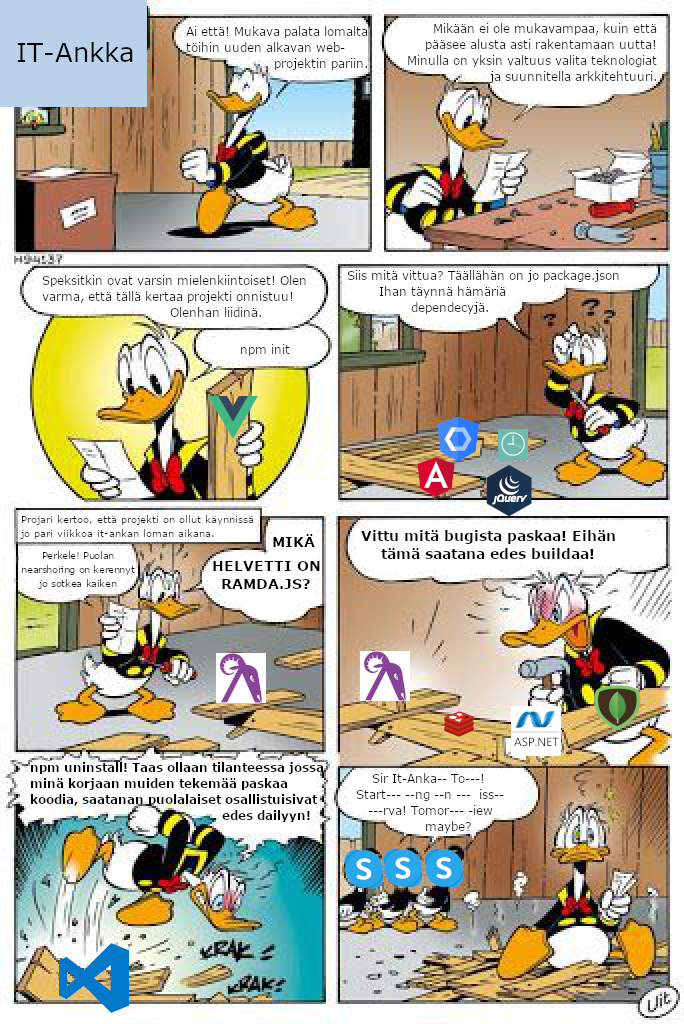 IT-Ankka
Ai että! Mukava palata lomalta
töihin uuden alkavan web-
projektin pariin.
Mikään ei ole mukavampaa, kuin että
pääsee alusta asti rakentamaan uutta!
Minulla on yksin valtuus valita teknologiat
ja suunnitella arkkitehtuuri.
H94137
Speksitkin ovat varsin mielenkiintoiset! Olen
varma, että tällä kertaa projekti onnistuu!
Olenhan liidinä.
npm init
Siis mitä vittua? Täällähän on jo package.json
Ihan täynnä hämäriä
dependecyjä.
? ? ?
A
jQuery
Projari kertoo, että projekti on ollut käynnissä
jo pari viikkoa it-ankan loman aikana.
Perkele! Puolan
nearshoring on kerennyt
jo sotkea kaiken
MIKÄ
HELVETTI ON
RAMDA.JS?
Vittu mitä bugista paskaa! Eihän
tämä saatana edes buildaa!
ASP.NET
npm uninstall! Taas ollaan tilanteessa jossa
minä korjaan muiden tekemää paskaa
koodia, saatanan puolalaiset osallistuisivat
edes dailyyn!
KRAK!
KRAK!
Sir It-Anka-- To---!
Start--- --ng --n --- iss--
---rva! Tomor--- -iew
maybe?
S S S
Uit